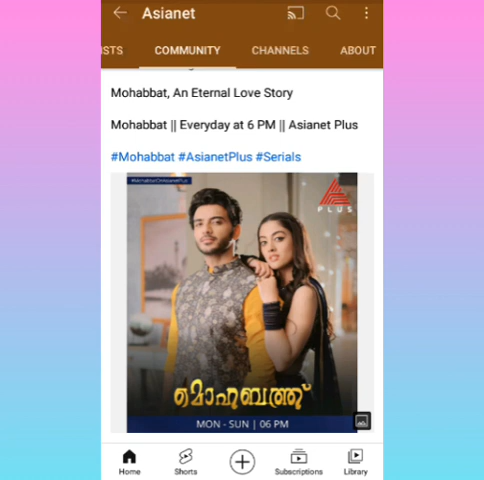 Asianet
STS COMMUNITY CHANNELS ABOUT
Mohabbat, An Eternal Love Story
Mohabbat || Everyday at 6 PM || Asianet Plus
#Mohabbat #AsianetPlus #Serials
PLUS
മൊഹബത്ത്
MON - SUN | 06 PM
Home Shorts Subscriptions Library